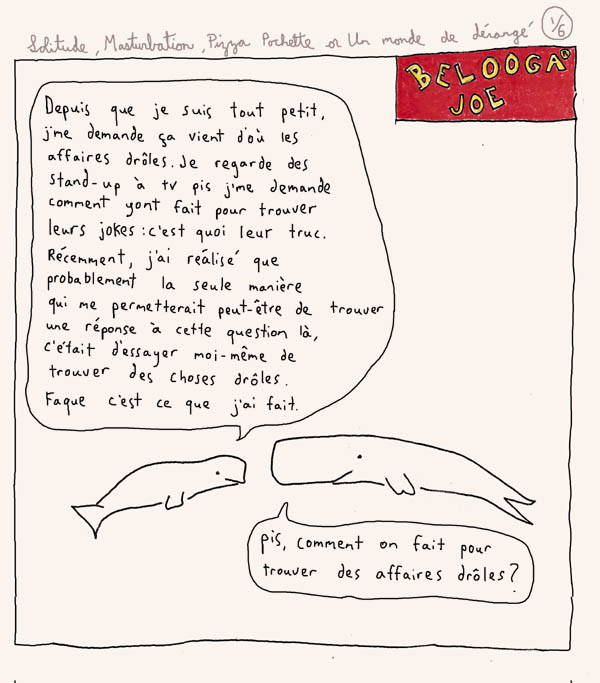 Solitude, Masturbation, Pizza Pochette or Un monde de dérangé 1/6
BELOOGA
JOE
Depuis que je suis tout petit,
j'me demande ça vient d'où les
affaires drôles. Je regarde des
stand-up à tv pis j'me demande
comment yont fait pour trouver
leurs jokes : c'est quoi leur truc.
Récemment, j'ai réalisé que
probablement la seule manière
qui me permetterait peut-être de trouver
une réponse à cette question là,
c'était d'essayer moi-même de
trouver des choses drôles.
Faque c'est ce que j'ai fait.
pis, comment on fait pour
trouver des affaires drôles?